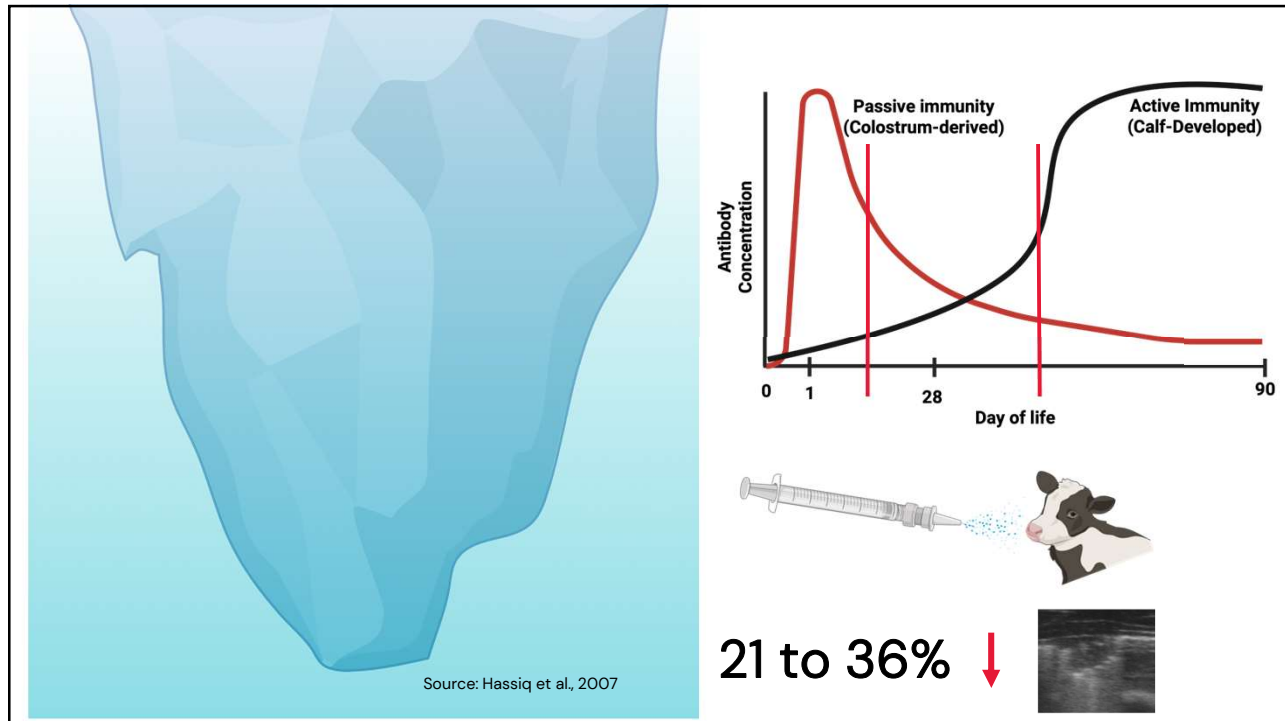 Passive immunity
(Colostrum-derived)
Active Immunity
(Calf-Developed)
Antibody
Concentration
0
1
28
90
Day of life
21 to 36%
Source: Hassiq et al., 2007